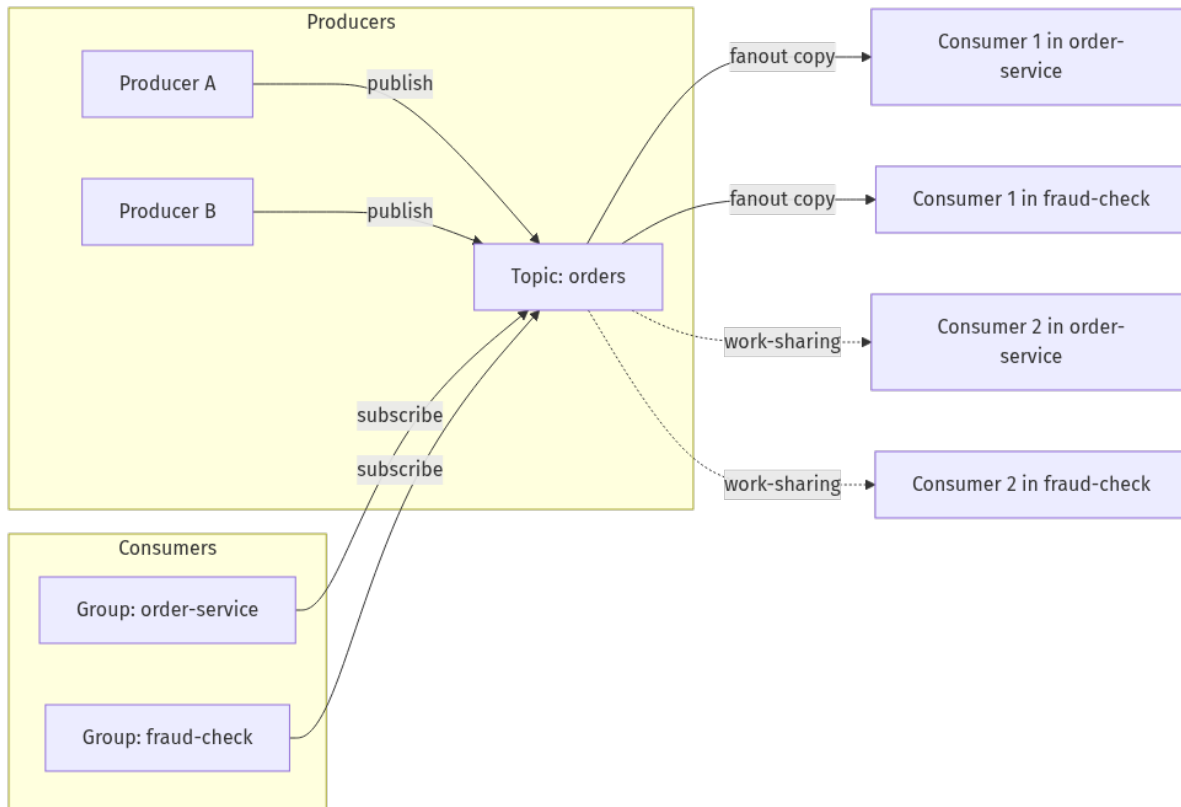 Producers
Producer A
publish
Producer B
publish
Topic: orders
fanout copy
Consumer 1 in order-
service
fanout copy
Consumer 1 in fraud-check
work-sharing
Consumer 2 in order-
service
work-sharing
Consumer 2 in fraud-check
subscribe
subscribe
Consumers
Group: order-service
Group: fraud-check